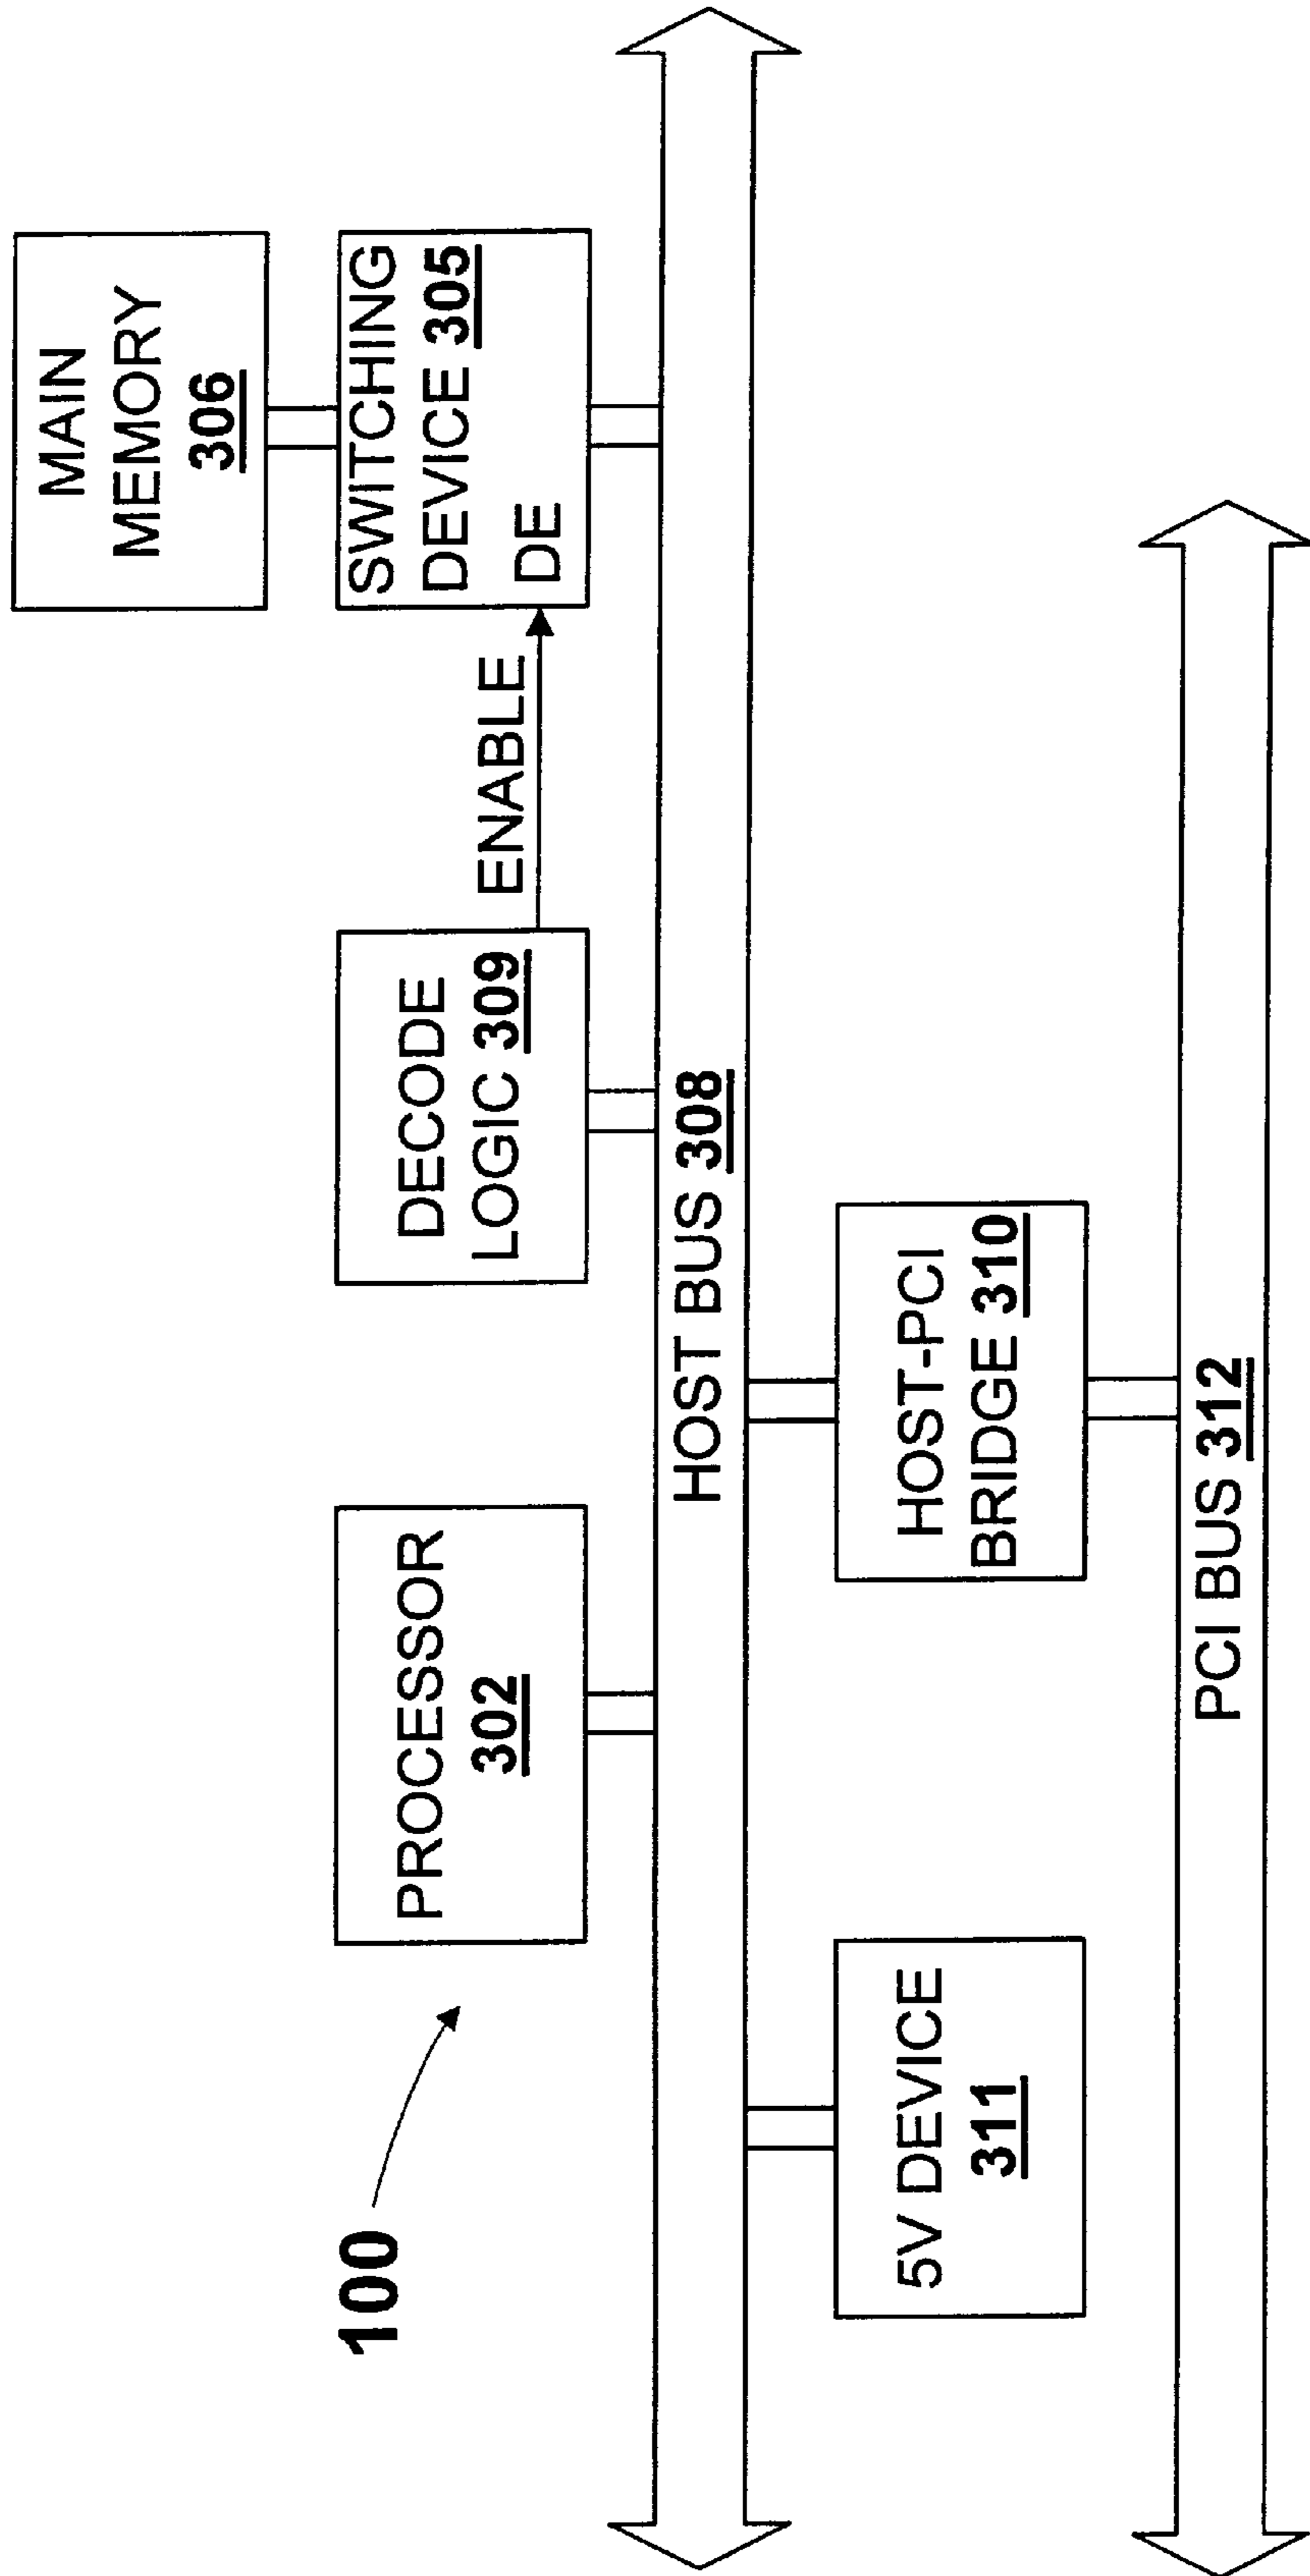 MAIN
MEMORY
306
SWITCHING
DEVICE 305
DE
ENABLE
DECODE
LOGIC 309
PROCESSOR
302
100
HOST BUS 308
HOST-PCI
BRIDGE 310
5V DEVICE
311
PCI BUS 312